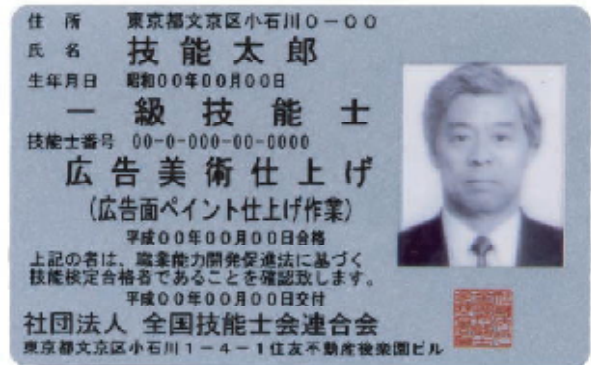 住所 東京都文京区小石川0-00
氏名 技能太郎
生年月日 昭和00年00月00日
一級技能士
技能士番号 00-0-000-00-0000
広告美術仕上げ
(広告面ペイント仕上げ作業)
平成00年00月00日合格
上記の者は、職業能力開発促進法に基づく
技能検定合格者であることを確認致します。
平成00年00月00日交付
社団法人 全国技能士会連合会
東京都文京区小石川1-4-1住友不動産後楽園ビル